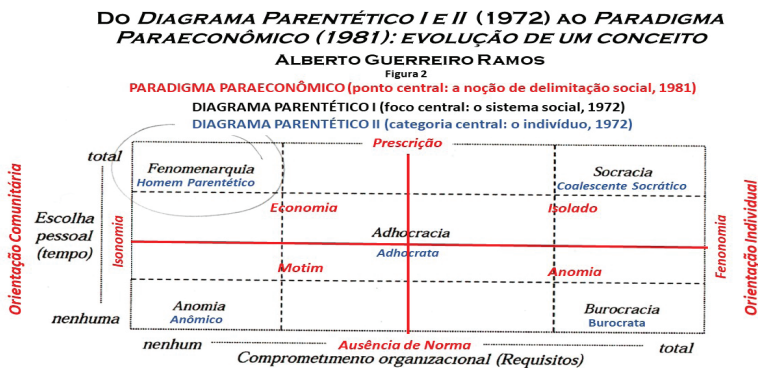 DO DIAGRAMA PARENTÉTICO I E II (1972) AO PARADIGMA
PARAECONÔMICO (1981): EVOLUÇÃO DE UM CONCEITO
ALBERTO GUERREIRO RAMOS
Figura 2
PARADIGMA PARAECONÔMICO (ponto central: a noção de delimitação social, 1981)
DIAGRAMA PARENTÉTICO I (foco central: o sistema social, 1972)
DIAGRAMA PARENTÉTICO II (categoria central: o indivíduo, 1972)
Prescrição
total
Fenomenarquia
Homem Parentético
Socracia
Coalescente Socrático
Economia
Isolado
Orientação Comunitária
Escolha
pessoal
(tempo)
Isonomia
Adhocracia
Adhocrata
Fenonomia
Orientação Individual
Motim
Anomia
Anomia
Anômico
Burocracia
Burocrata
nenhuma
nenhum
Ausência de Norma
total
Comprometimento organizacional (Requisitos)